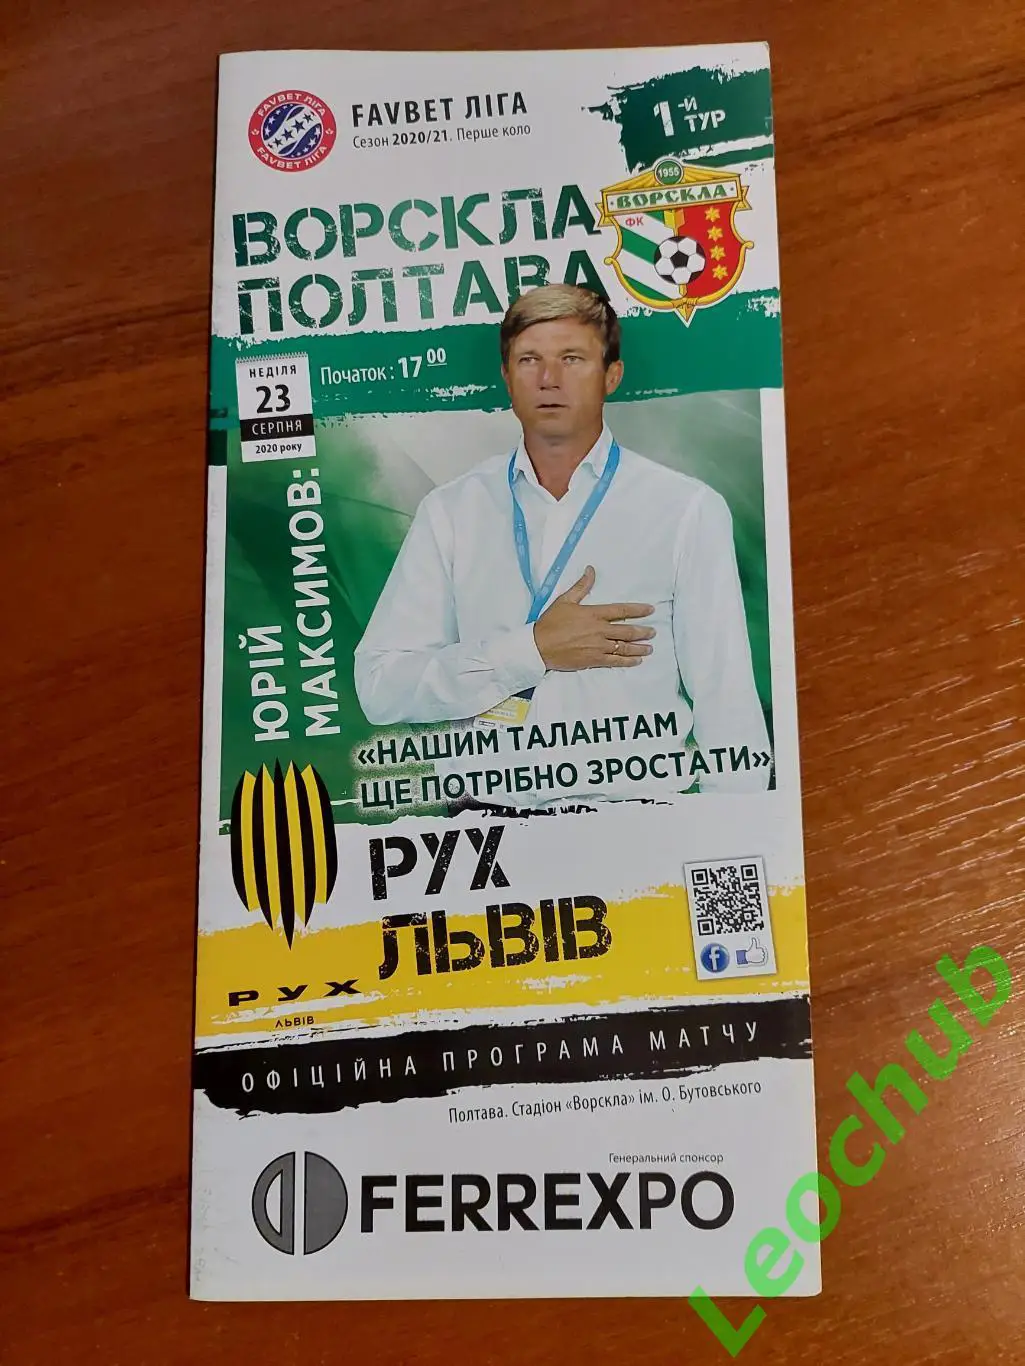 FAVBET ЛІГА
FAVBET ЛІГА
FAVBET ЛІГА
Сезон 2020/21. Перше коло
1-й ТУР
ВОРСКЛА
ПОЛТАВА
1955
ВОРСКЛА
ФК
НЕДІЛЯ
23
СЕРПНЯ
2020 року
Початок : 17 00
ЮРІЙ
МАКСИМОВ:
«НАШИМ ТАЛАНТАМ
ЩЕ ПОТРІБНО ЗРОСТАТИ»
РУХ
ЛЬВІВ
РУХ
ЛЬВІВ
f
ОФІЦІЙНА ПРОГРАМА МАТЧУ
Полтава. Стадіон «Ворскла» ім. О. Бутовського
Генеральний спонсор
FERREXPO
Leochub